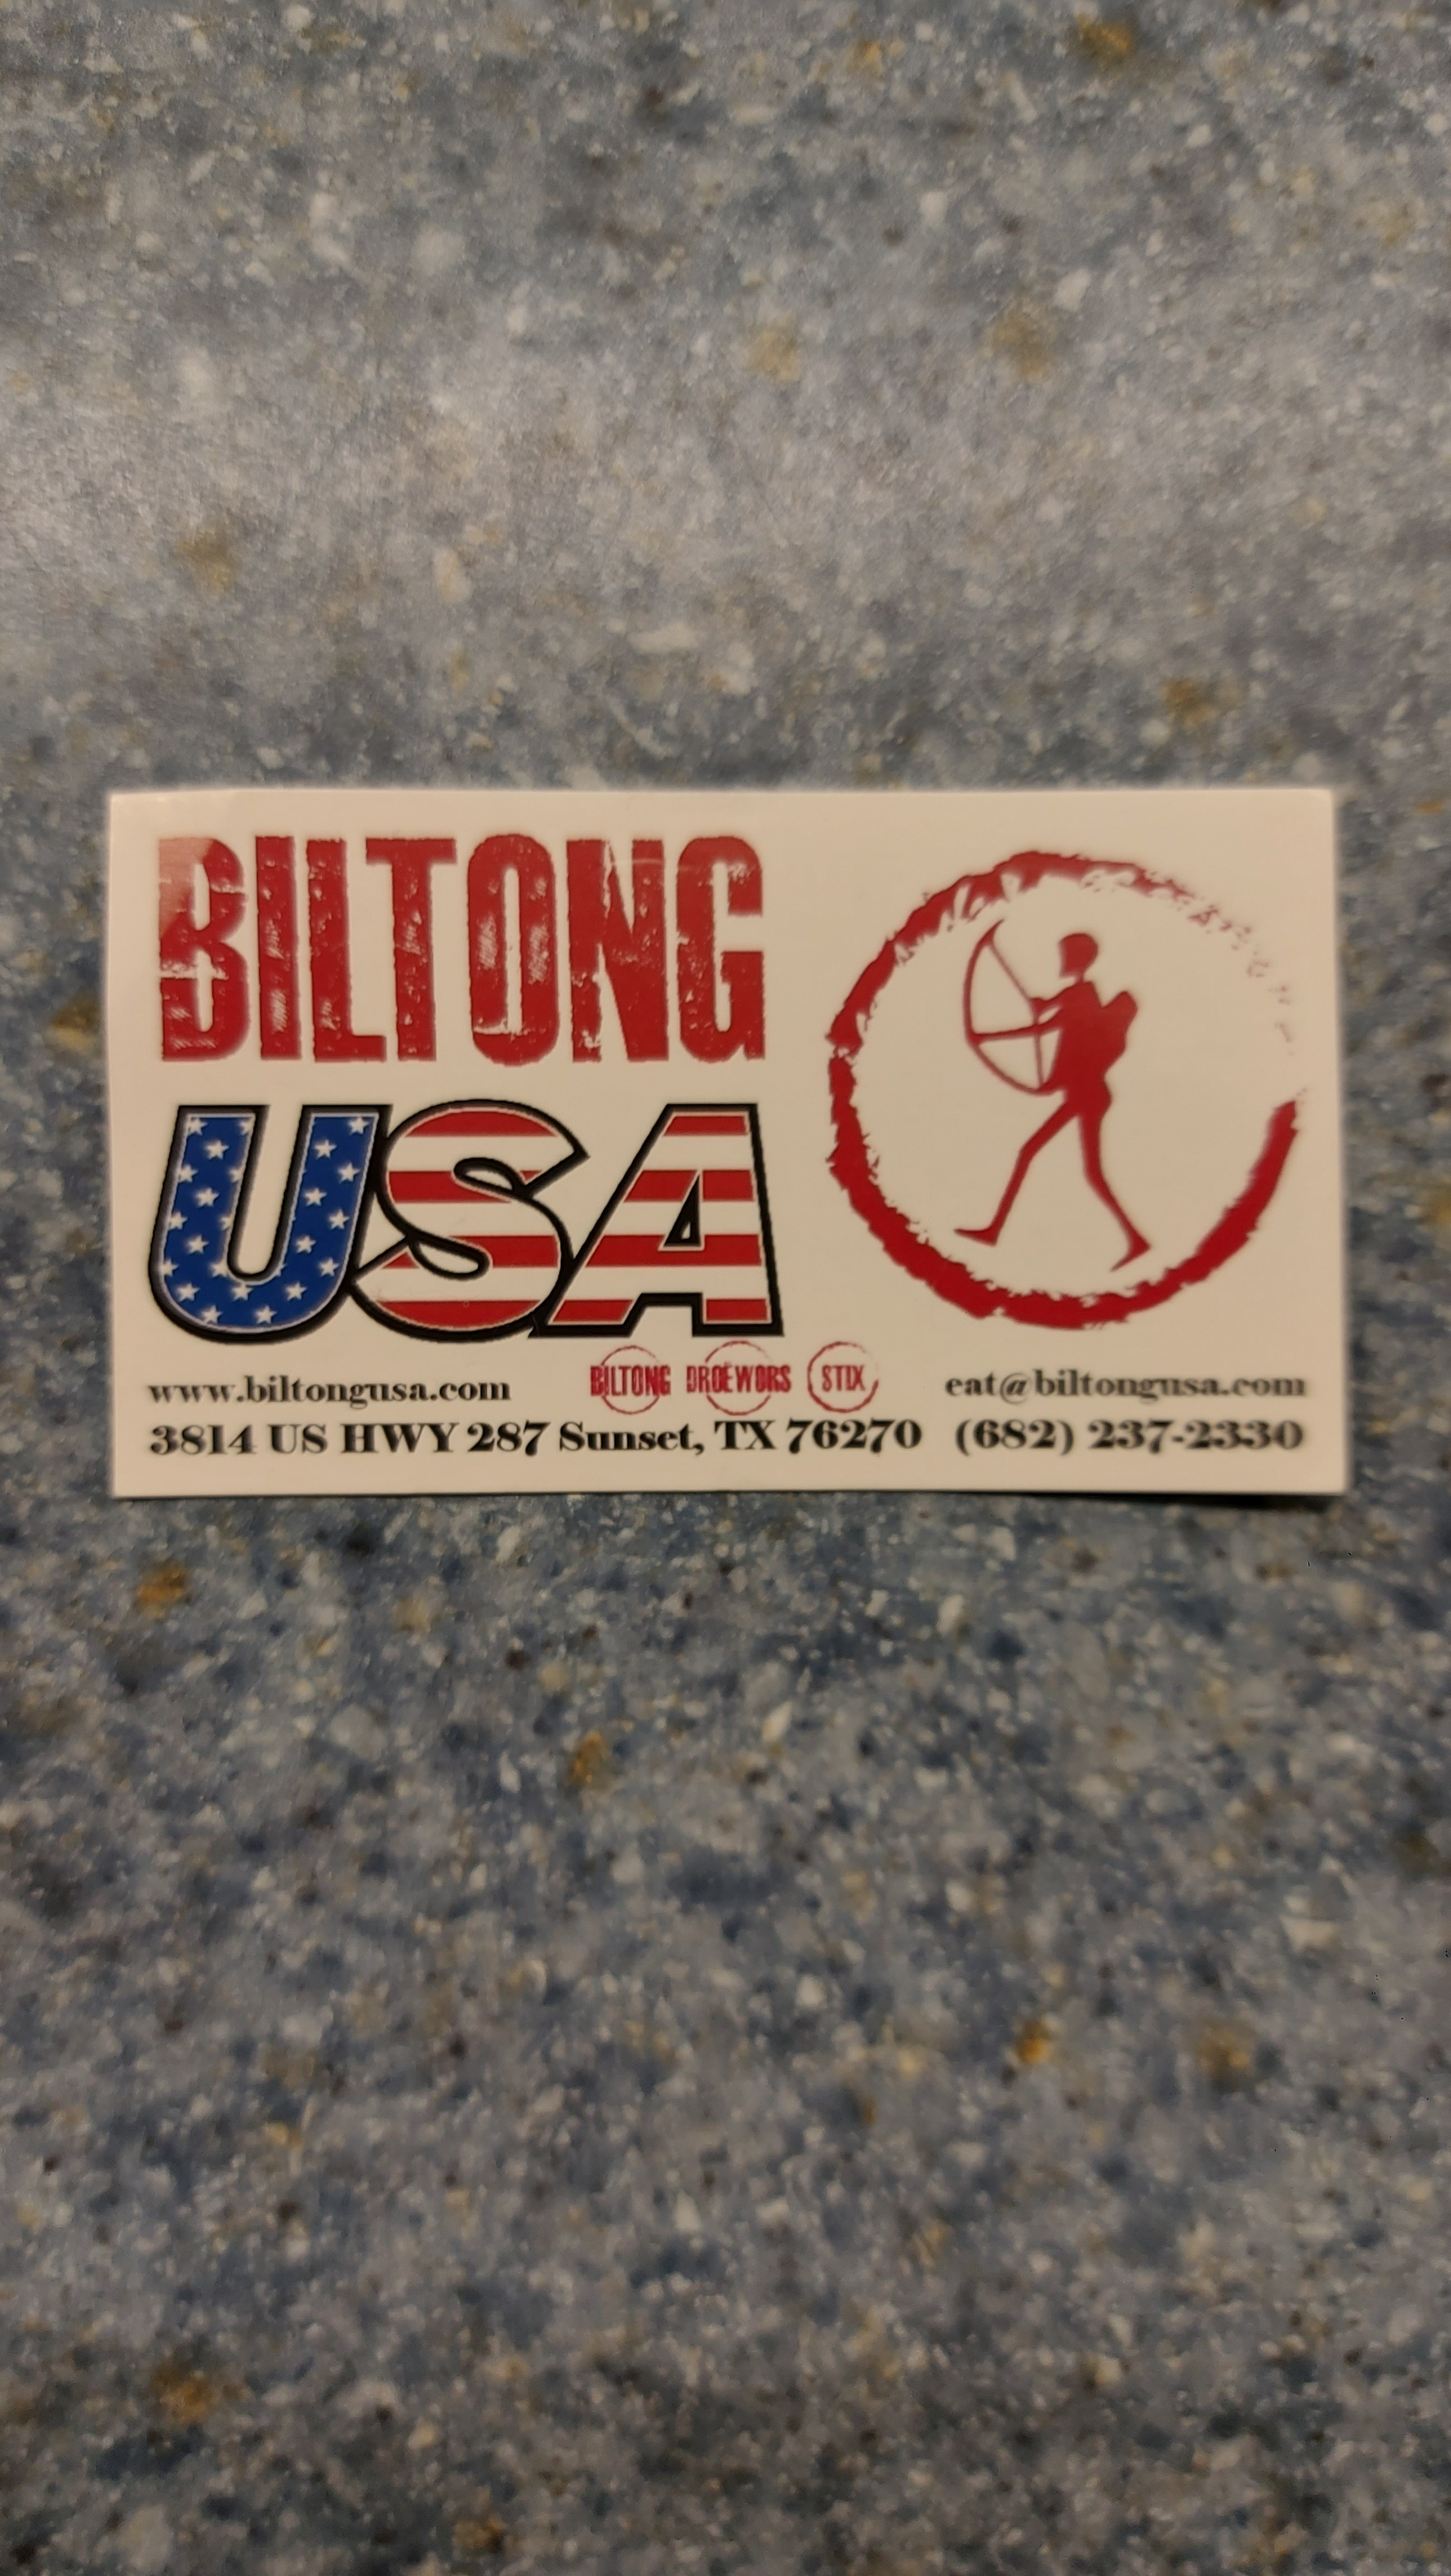 BILTONG
USA
www.biltongusa.com BILTONG DROËWORS STIX eat@biltongusa.com
3814 US HWY 287 Sunset, TX 76270 (682) 237-2330